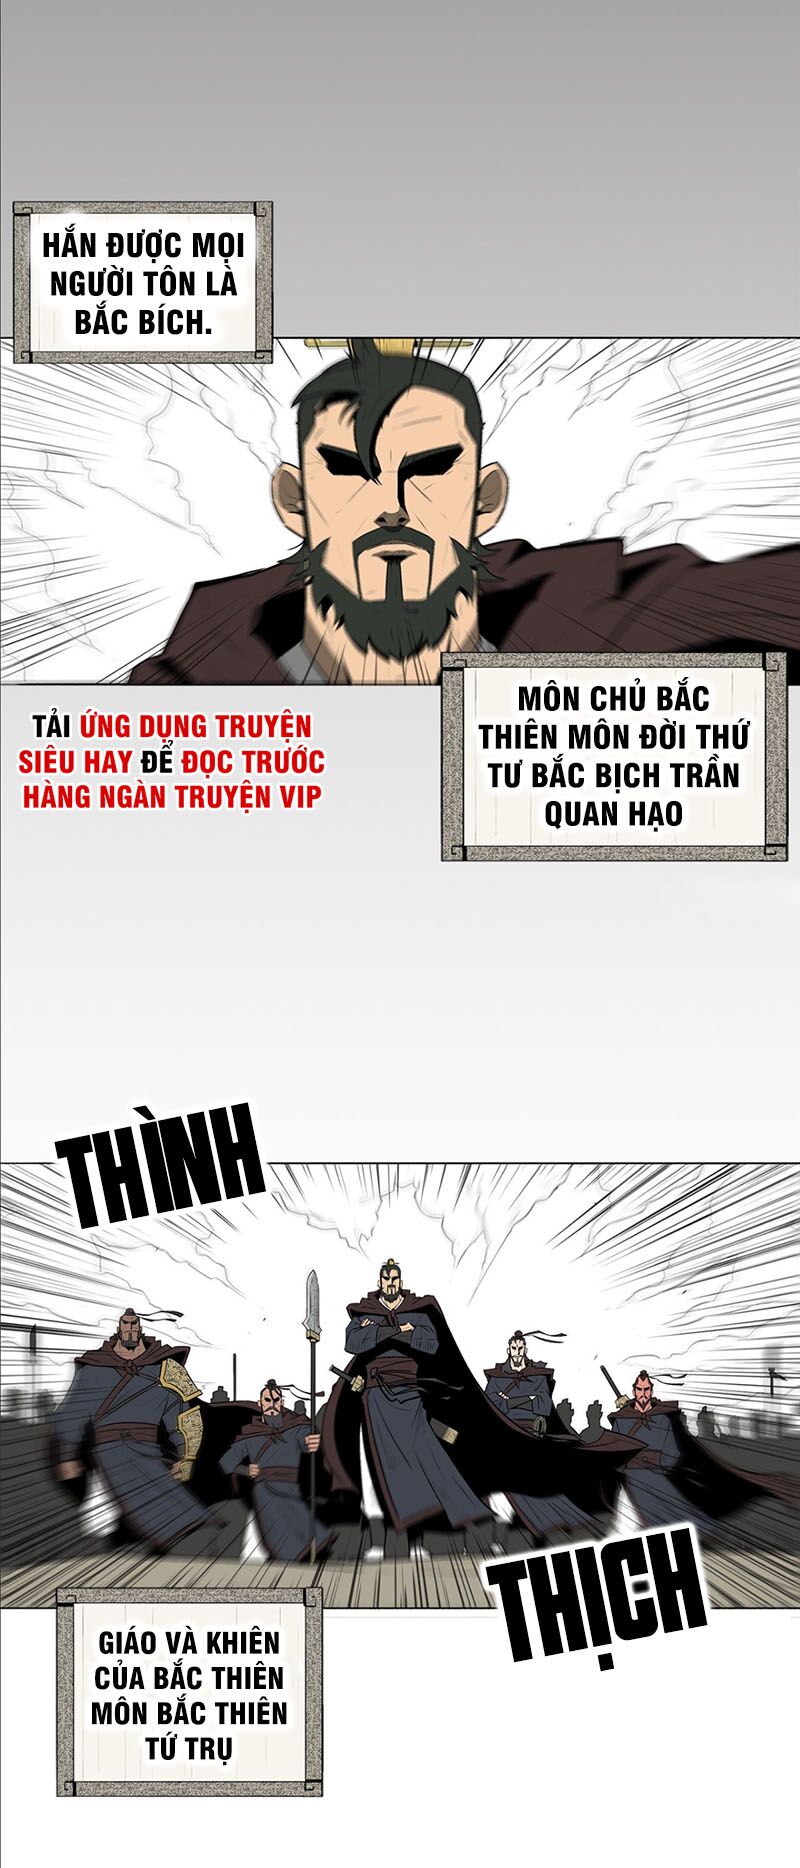 HẮN ĐƯỢC MỌI
NGƯỜI TÔN LÀ
BẮC BÍCH.
MÔN CHỦ BẮC
THIÊN MÔN ĐỜI THỨ
TƯ BẮC BỊCH TRẦN
QUAN HẠO
TẢI ỨNG DỤNG TRUYỆN
SIÊU HAY ĐỂ ĐỌC TRƯỚC
HÀNG NGÀN TRUYỆN VIP
THÌNH
THỊCH
GIÁO VÀ KHIÊN
CỦA BẮC THIÊN
MÔN BẮC THIÊN
TỨ TRỤ